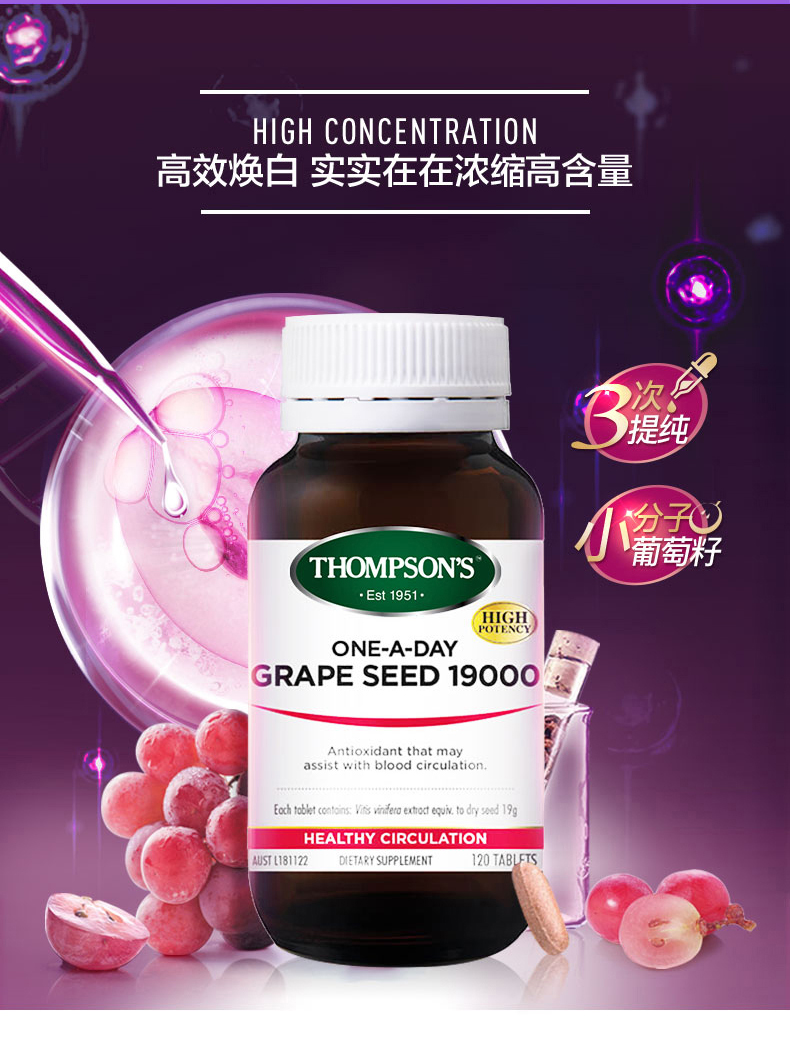 HIGH CONCENTRATION
高效焕白 实实在在浓缩高含量
3次
提纯
小分子
葡萄籽
THOMPSON'S™
• Est 1951 •
HIGH
POTENCY
ONE-A-DAY
GRAPE SEED 19000
Antioxidant that may
assist with blood circulation.
Each tablet contains: Vitis vinifera extract equiv. to dry seed 19g
HEALTHY CIRCULATION
AUST L181122 DIETARY SUPPLEMENT 120 TABLETS